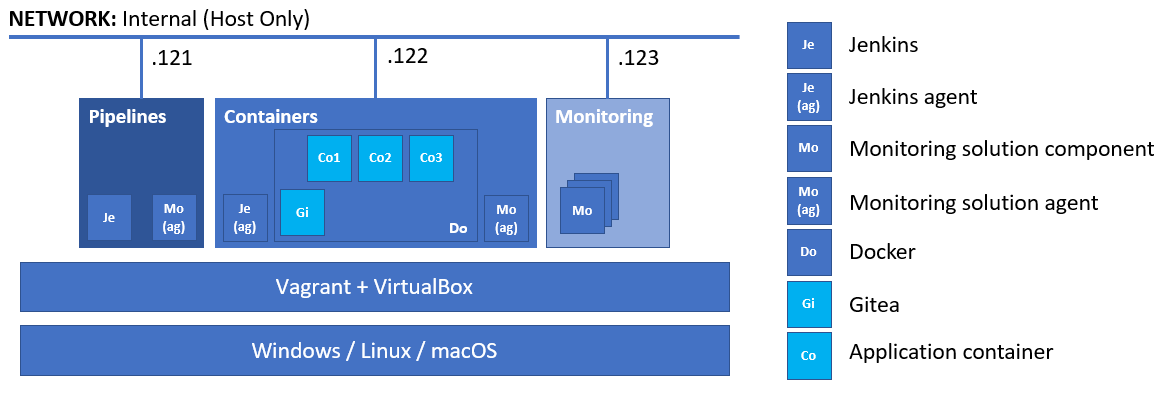 NETWORK: Internal (Host Only)
.121
.122
.123
Pipelines
Je
Mo
(ag)
Containers
Co1
Co2
Co3
Je
(ag)
Gi
Do
Mo
(ag)
Monitoring
Mo
Vagrant + VirtualBox
Windows / Linux / macOS
Je
Jenkins
Je
(ag)
Jenkins agent
Mo
Monitoring solution component
Mo
(ag)
Monitoring solution agent
Do
Docker
Gi
Gitea
Co
Application container